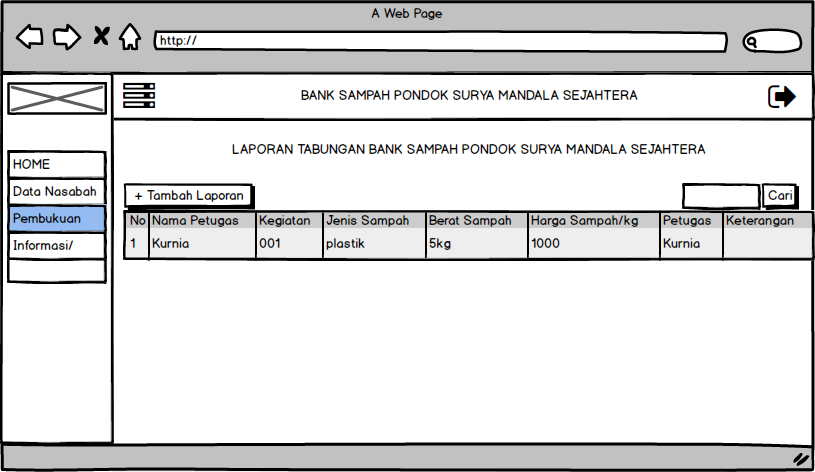 A Web Page
http://
BANK SAMPAH PONDOK SURYA MANDALA SEJAHTERA
LAPORAN TABUNGAN BANK SAMPAH PONDOK SURYA MANDALA SEJAHTERA
HOME
Data Nasabah
Pembukuan
Informasi/
+ Tambah Laporan
Cari
No Nama Petugas Kegiatan Jenis Sampah Berat Sampah Harga Sampah/kg Petugas Keterangan
1 Kurnia 001 plastik 5kg 1000 Kurnia